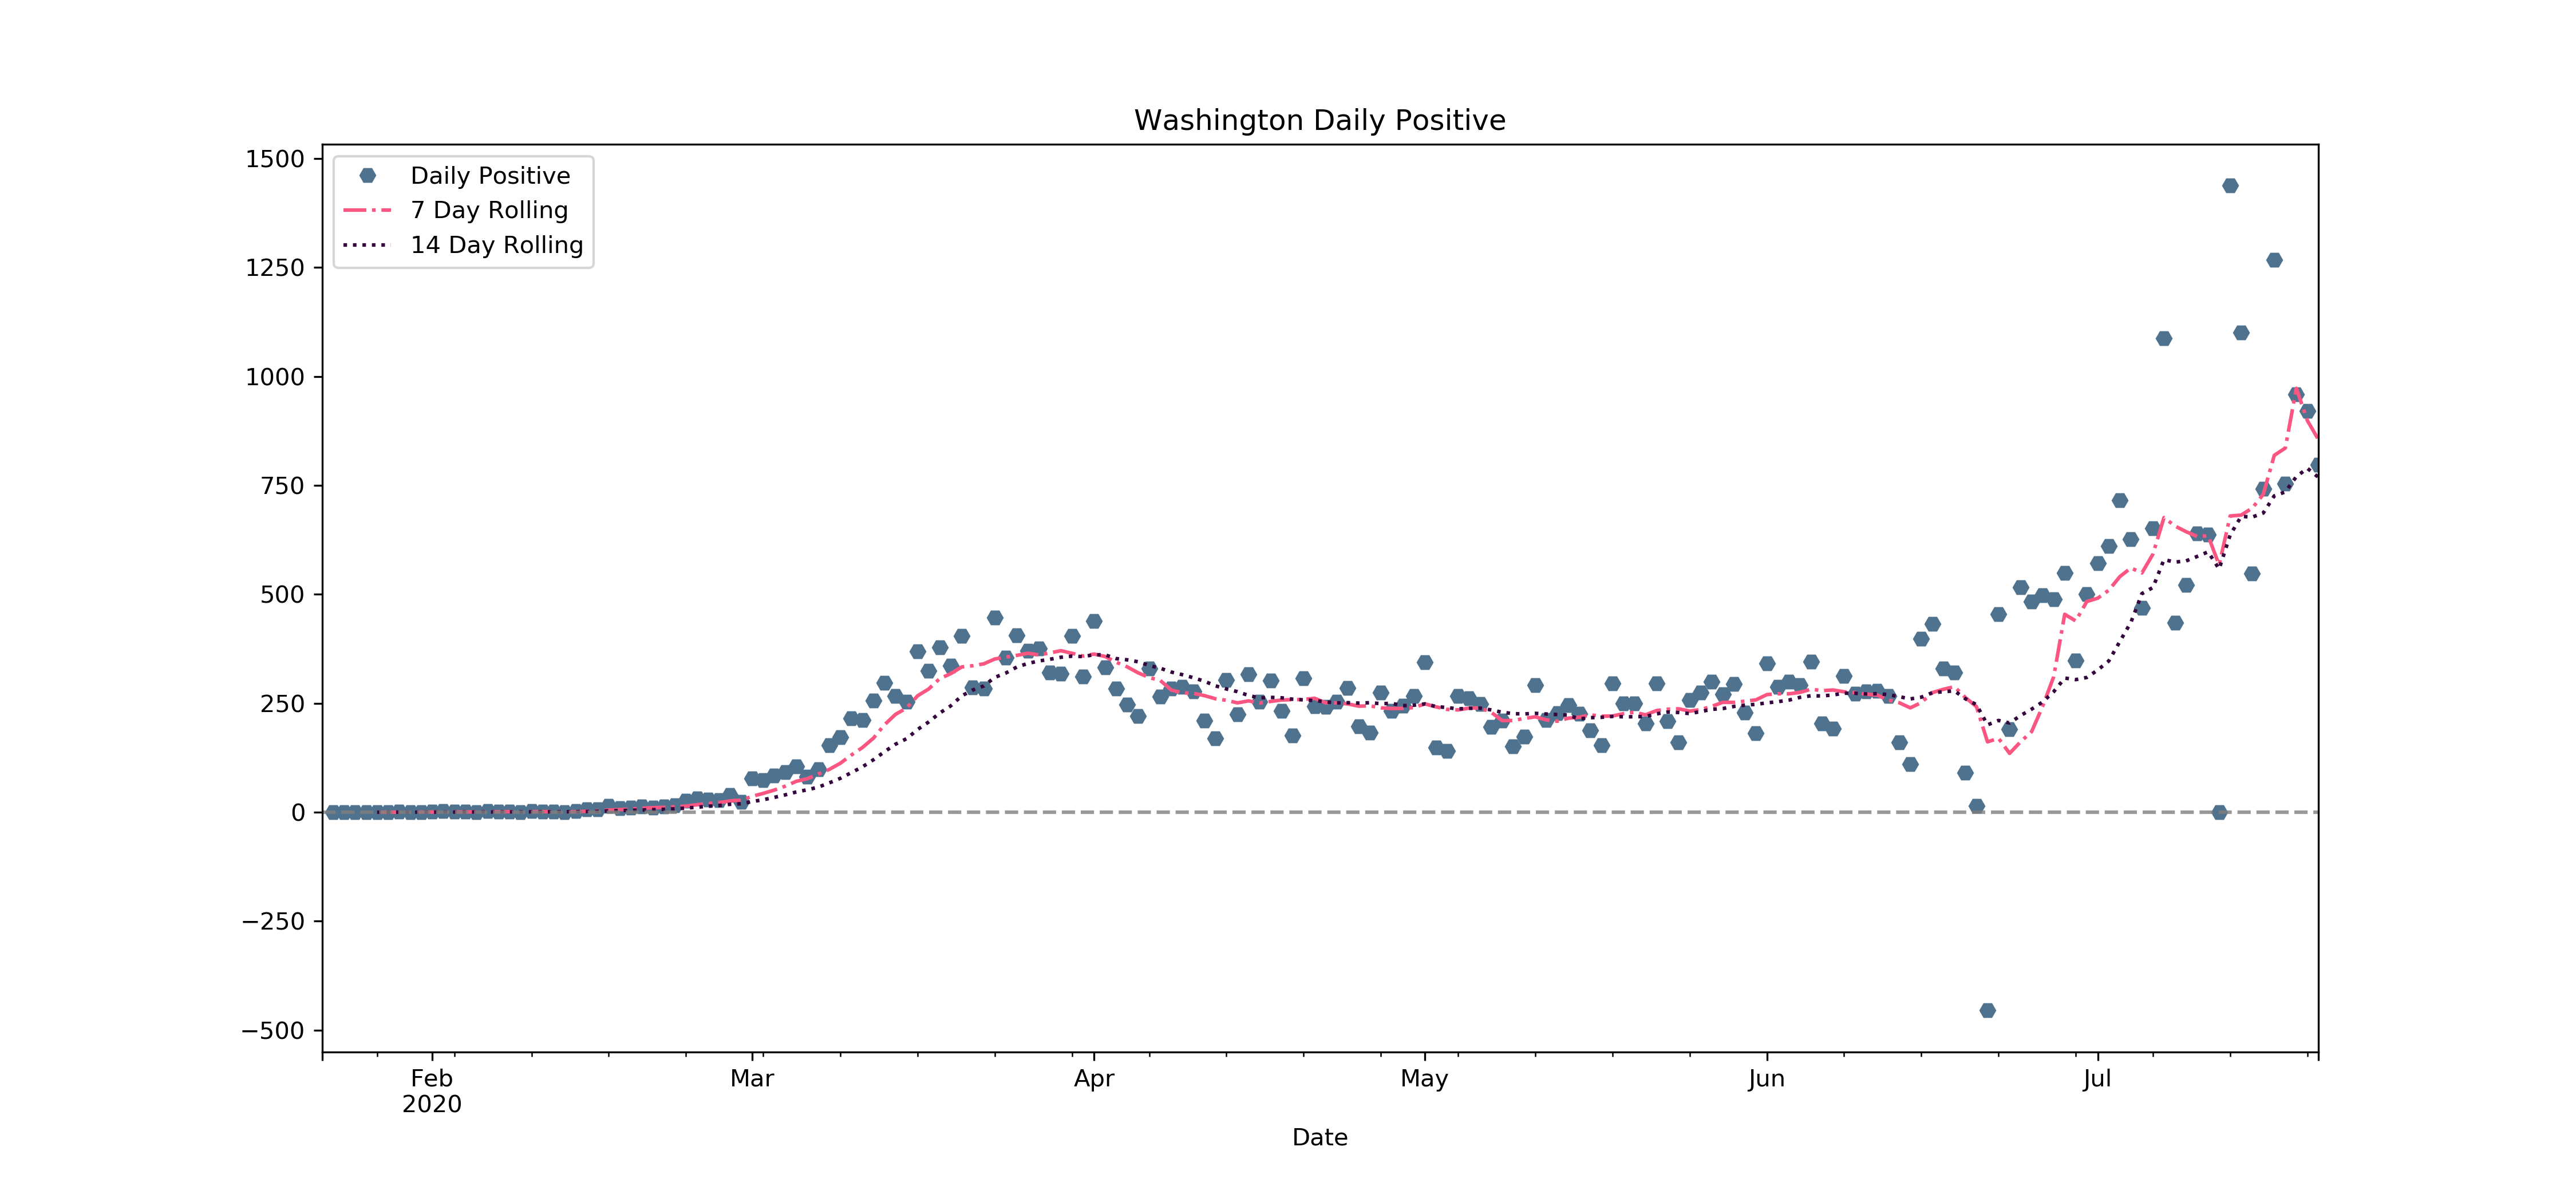 Washington Daily Positive
1500
1250
1000
750
500
250
0
−250
−500
Daily Positive
7 Day Rolling
14 Day Rolling
Feb Mar Apr May Jun Jul
2020
Date